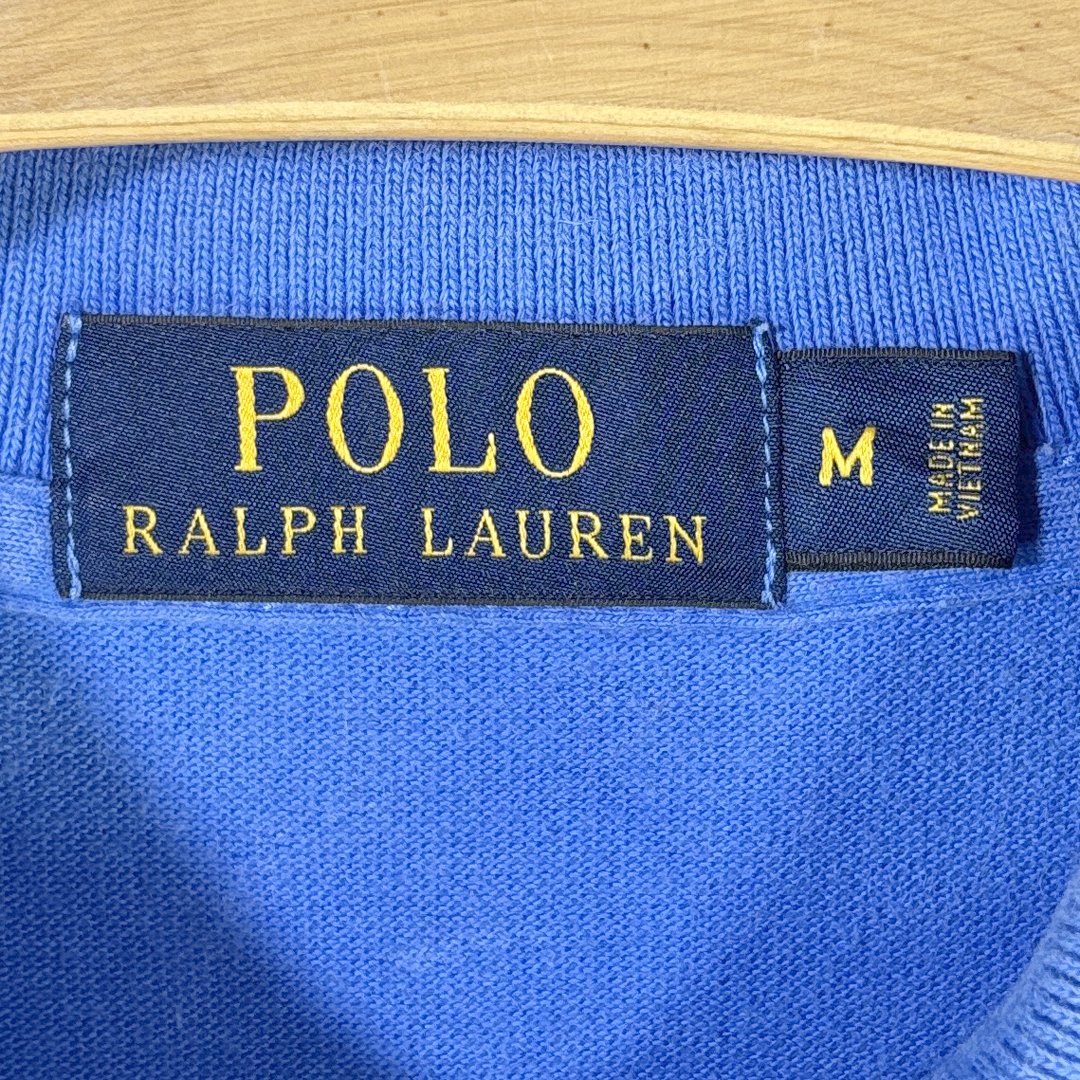 POLO
RALPH LAUREN
M
MADE IN
VIETNAM